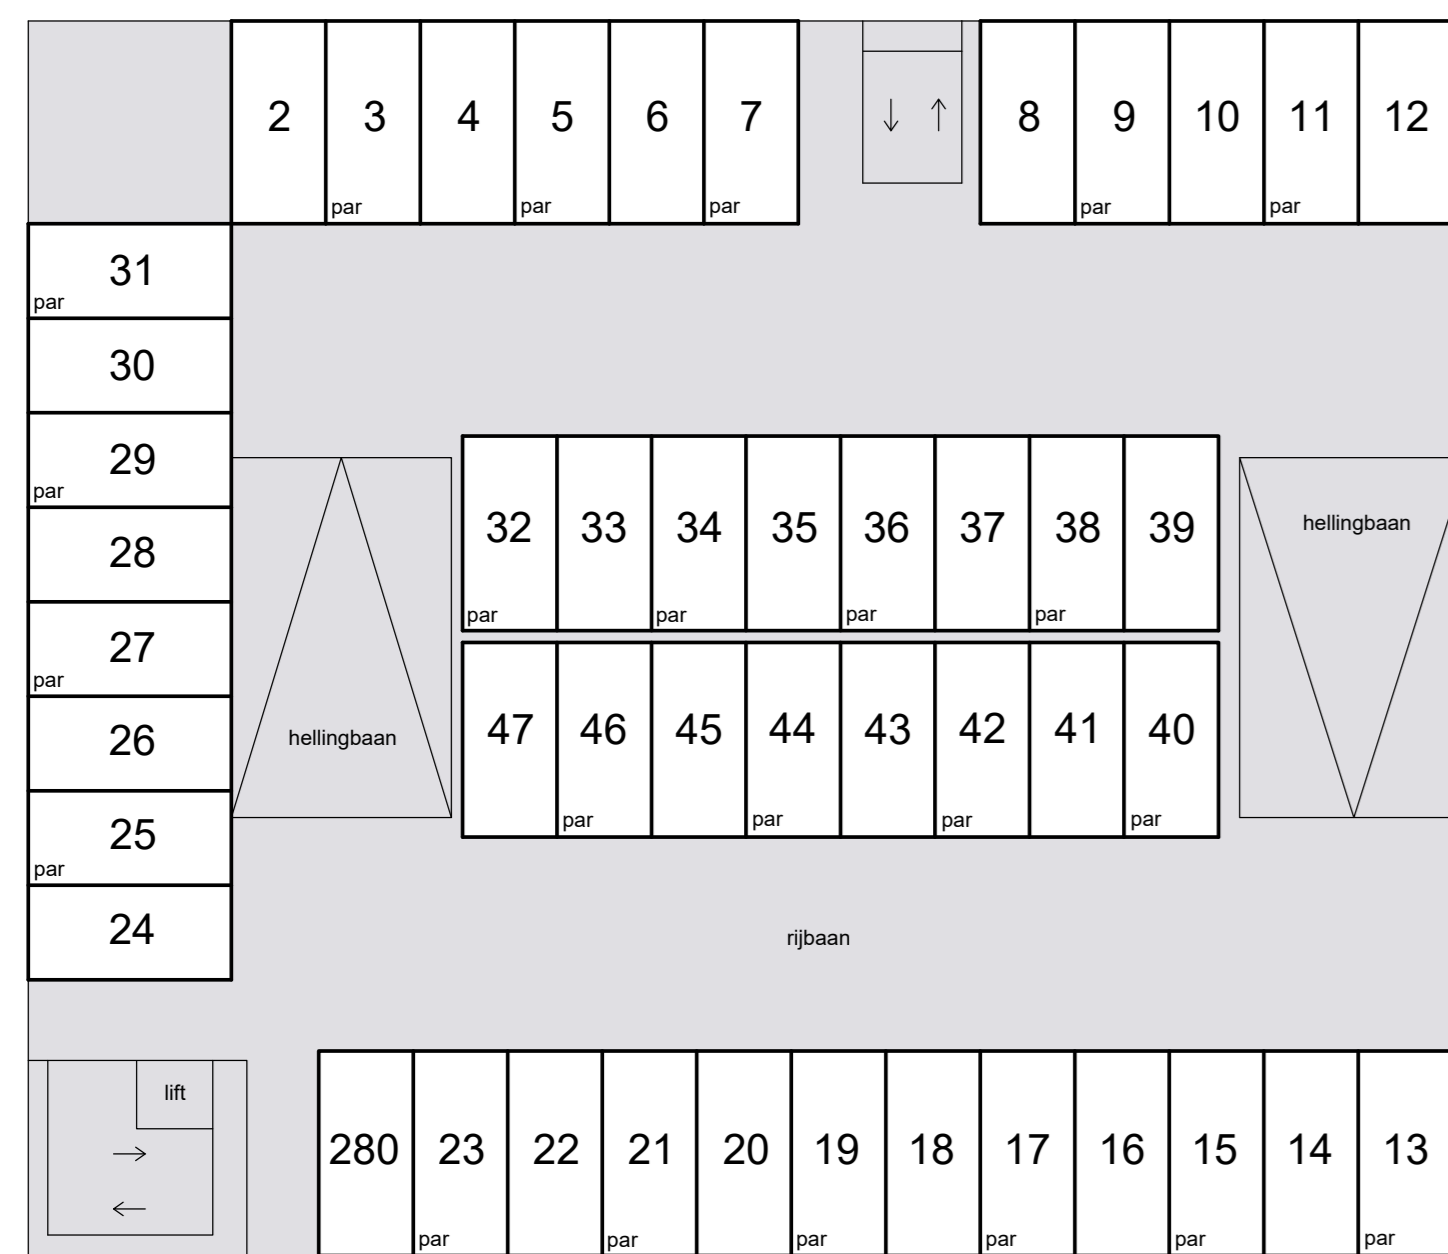 2 3 4 5 6 7 8 9 10 11 12
par par par par par
31
par
30
29
par
28
27
par
26
25
par
24
hellingbaan
32 33 34 35 36 37 38 39
par par par par
47 46 45 44 43 42 41 40
par par par par
hellingbaan
rijbaan
lift
280 23 22 21 20 19 18 17 16 15 14 13
par par par par par par